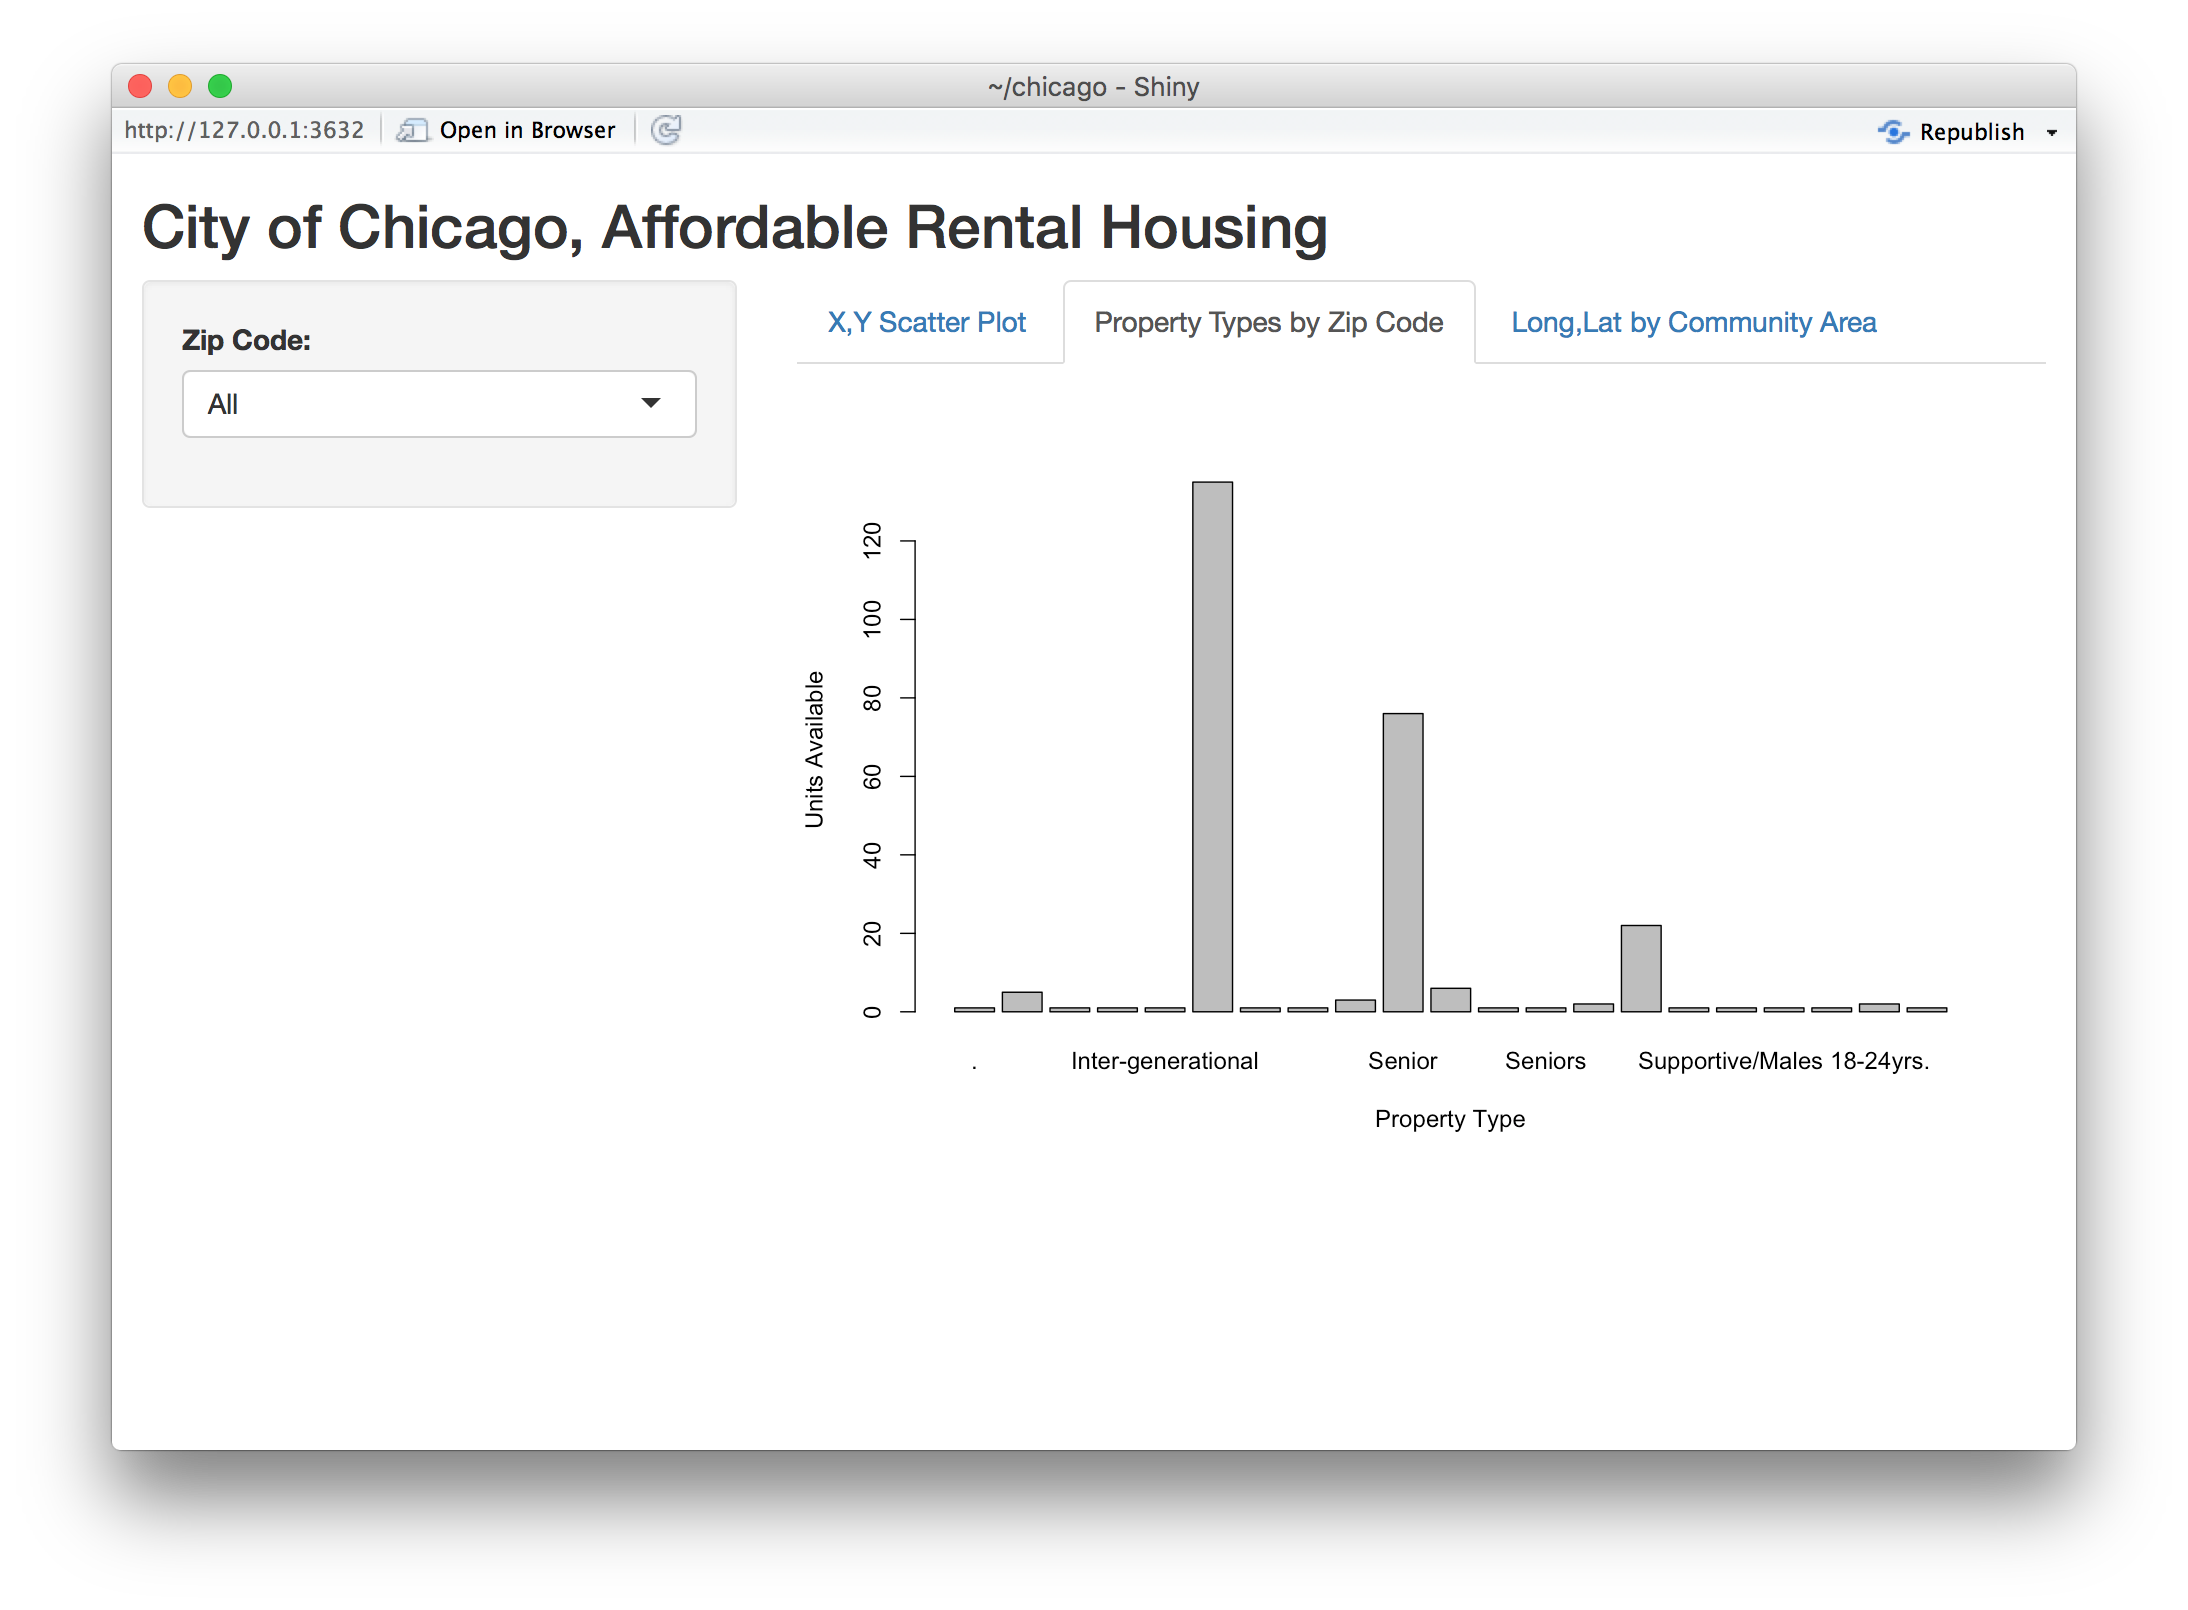 ~/chicago - Shiny
http://127.0.0.1:3632 Open in Browser Republish
City of Chicago, Affordable Rental Housing
Zip Code:
All
X,Y Scatter Plot Property Types by Zip Code Long,Lat by Community Area
Units Available
120
100
80
60
40
20
0
. Inter-generational Senior Seniors Supportive/Males 18-24yrs.
Property Type